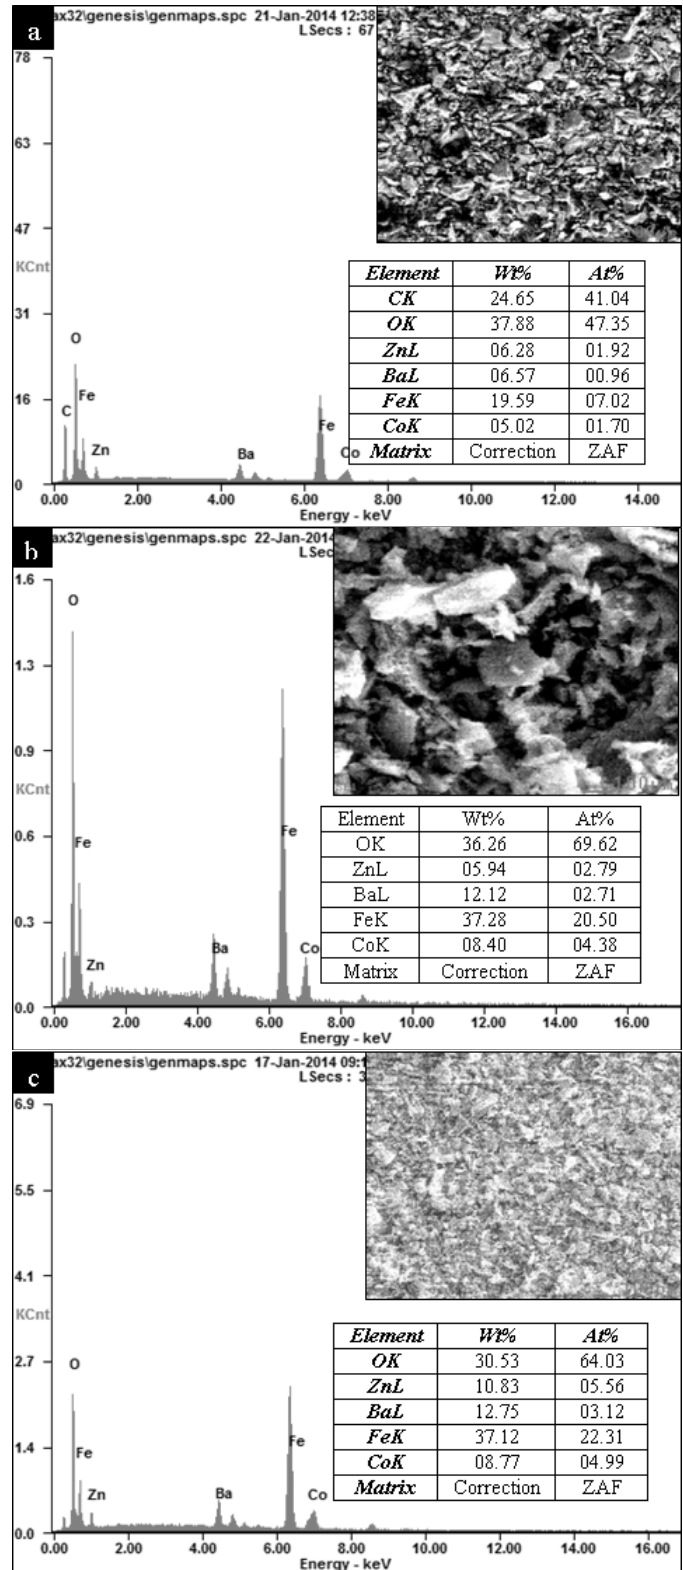 a
ax32\genesis\genmaps.spc 21-Jan-2014 12:38
LSecs : 67
78
63
47
KCnt
31
16
0
O
Fe
C
Zn
Ba
Fe
Co
Element Wt% At%
CK 24.65 41.04
OK 37.88 47.35
ZnL 06.28 01.92
BaL 06.57 00.96
FeK 19.59 07.02
CoK 05.02 01.70
Matrix Correction ZAF
0.00 2.00 4.00 6.00 8.00 10.00 12.00 14.00
Energy - keV
b
ax32\genesis\genmaps.spc 22-Jan-2014
LSec
1.6
1.3
0.9
KCnt
0.6
0.3
0.0
O
Fe
Zn
Ba
Fe
Co
Element Wt% At%
OK 36.26 69.62
ZnL 05.94 02.79
BaL 12.12 02.71
FeK 37.28 20.50
CoK 08.40 04.38
Matrix Correction ZAF
0.00 2.00 4.00 6.00 8.00 10.00 12.00 14.00 16.00
Energy - keV
c
ax32\genesis\genmaps.spc 17-Jan-2014 09:1
LSecs : 3
6.9
5.5
4.1
KCnt
2.7
1.4
0.0
O
Fe
Zn
Ba
Fe
Co
Element Wt% At%
OK 30.53 64.03
ZnL 10.83 05.56
BaL 12.75 03.12
FeK 37.12 22.31
CoK 08.77 04.99
Matrix Correction ZAF
0.00 2.00 4.00 6.00 8.00 10.00 12.00 14.00 16.00
Energy - keV